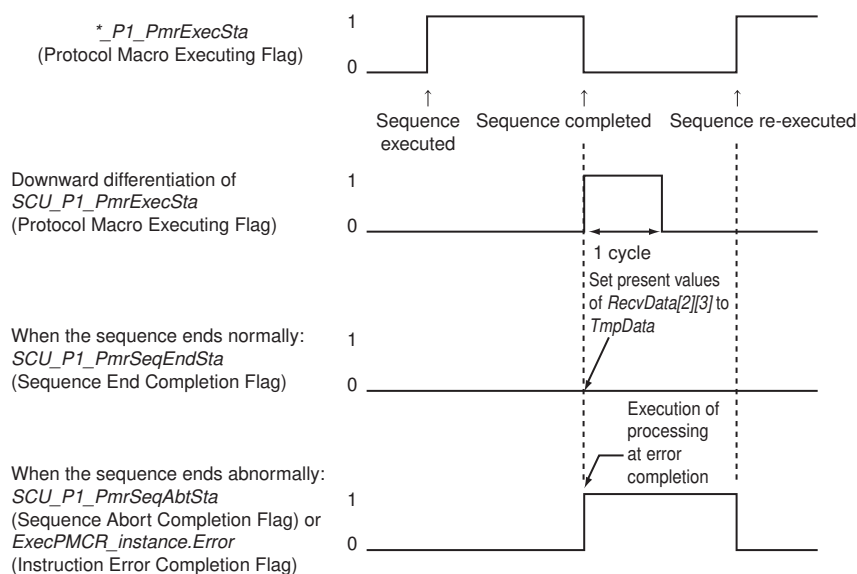 *_P1_PmrExecSta
(Protocol Macro Executing Flag)
1
0
↑
Sequence
executed
↑
Sequence completed
↑
Sequence re-executed
Downward differentiation of
SCU_P1_PmrExecSta
(Protocol Macro Executing Flag)
1
0
1 cycle
Set present values
of RecvData[2][3] to
TmpData
When the sequence ends normally:
SCU_P1_PmrSeqEndSta
(Sequence End Completion Flag)
1
0
Execution of
processing
at error
completion
When the sequence ends abnormally:
SCU_P1_PmrSeqAbtSta
(Sequence Abort Completion Flag) or
ExecPMCR_instance.Error
(Instruction Error Completion Flag)
1
0